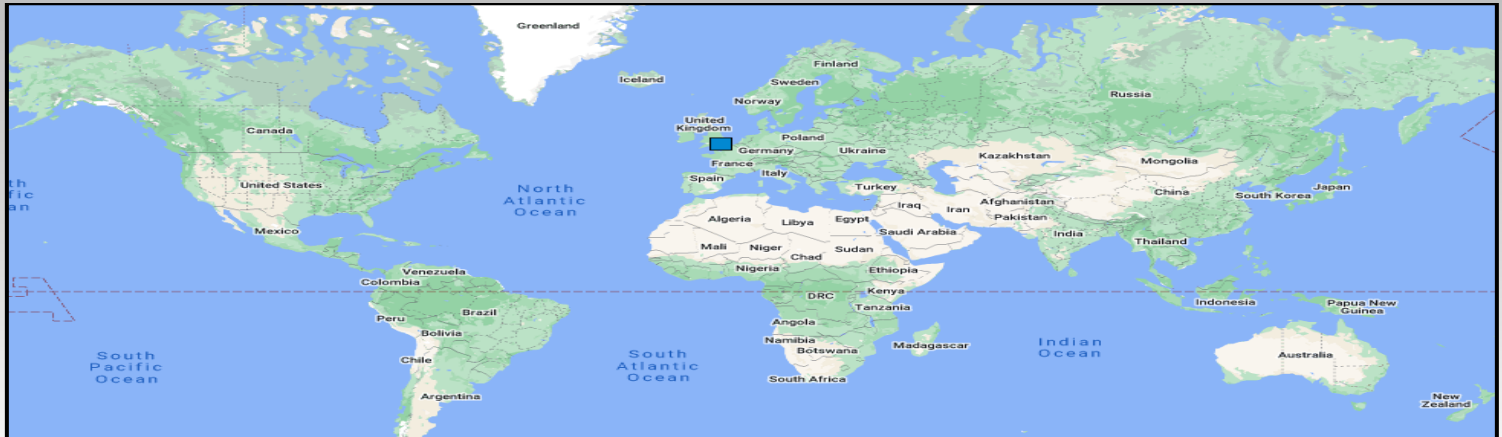 Greenland
Iceland
Finland
Sweden
Norway
Russia
United
Kingdom
Canada
Poland
Germany
Ukraine
France
Kazakhstan
Mongolia
Italy
Spain
United States
Turkey
China
South Korea
Japan
th
fic
an
North
Atlantic
Ocean
Iraq
Iran
Afghanistan
Pakistan
Algeria
Libya
Egypt
Saudi Arabia
India
Mexico
Thailand
Mali
Niger
Sudan
Chad
Nigeria
Ethiopia
Venezuela
Colombia
DRC
Kenya
Tanzania
Indonesia
Papua New
Guinea
Peru
Brazil
Bolivia
Angola
Namibia
Botswana
Madagascar
Indian
Ocean
South
Pacific
Ocean
Chile
South
Atlantic
Ocean
Australia
South Africa
Argentina
New
Zealand